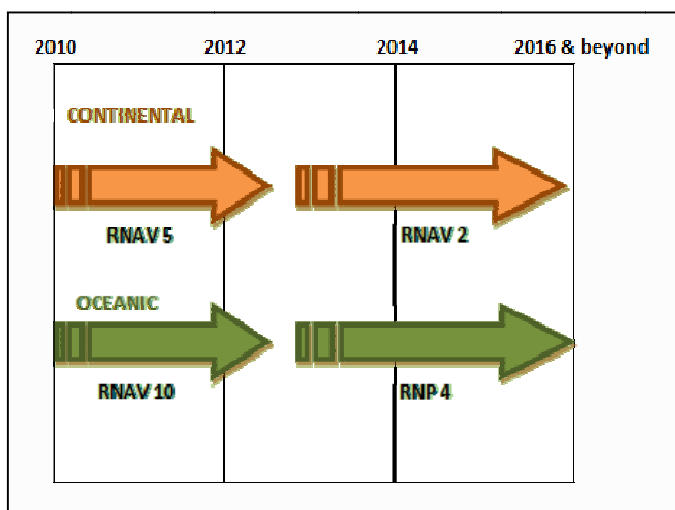 2010 2012 2014 2016 & beyond
CONTINENTAL
RNAV 5 RNAV 2
OCEANIC
RNAV 10 RNP 4